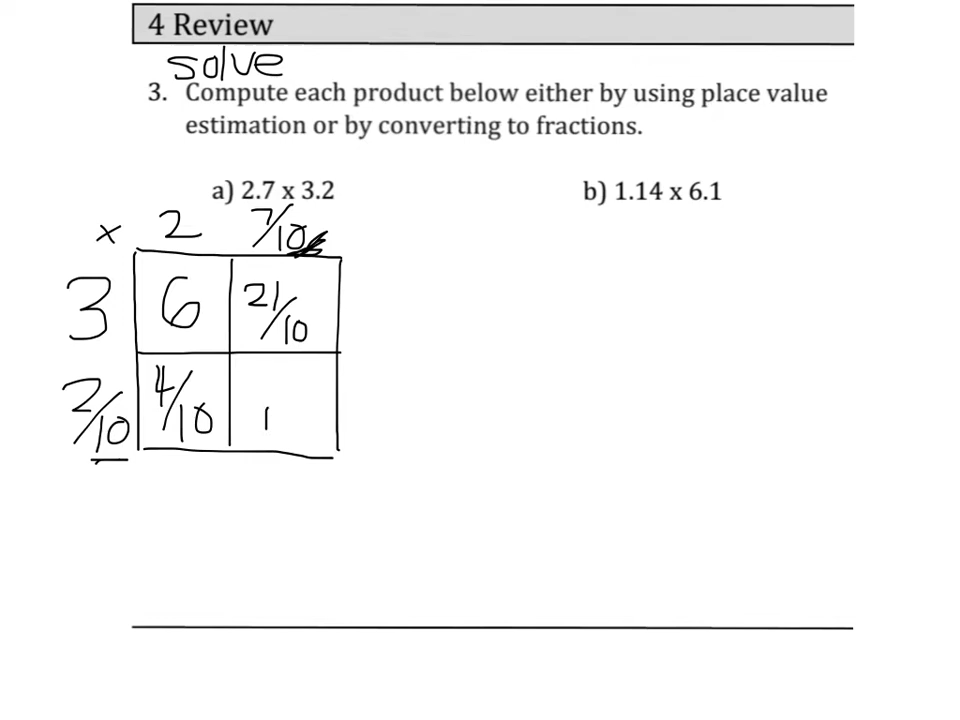 4 Review
solve
3. Compute each product below either by using place value
estimation or by converting to fractions.
a) 2.7 x 3.2 b) 1.14 x 6.1
x 2 7/10
3 6 21/10
2/10 4/10 1